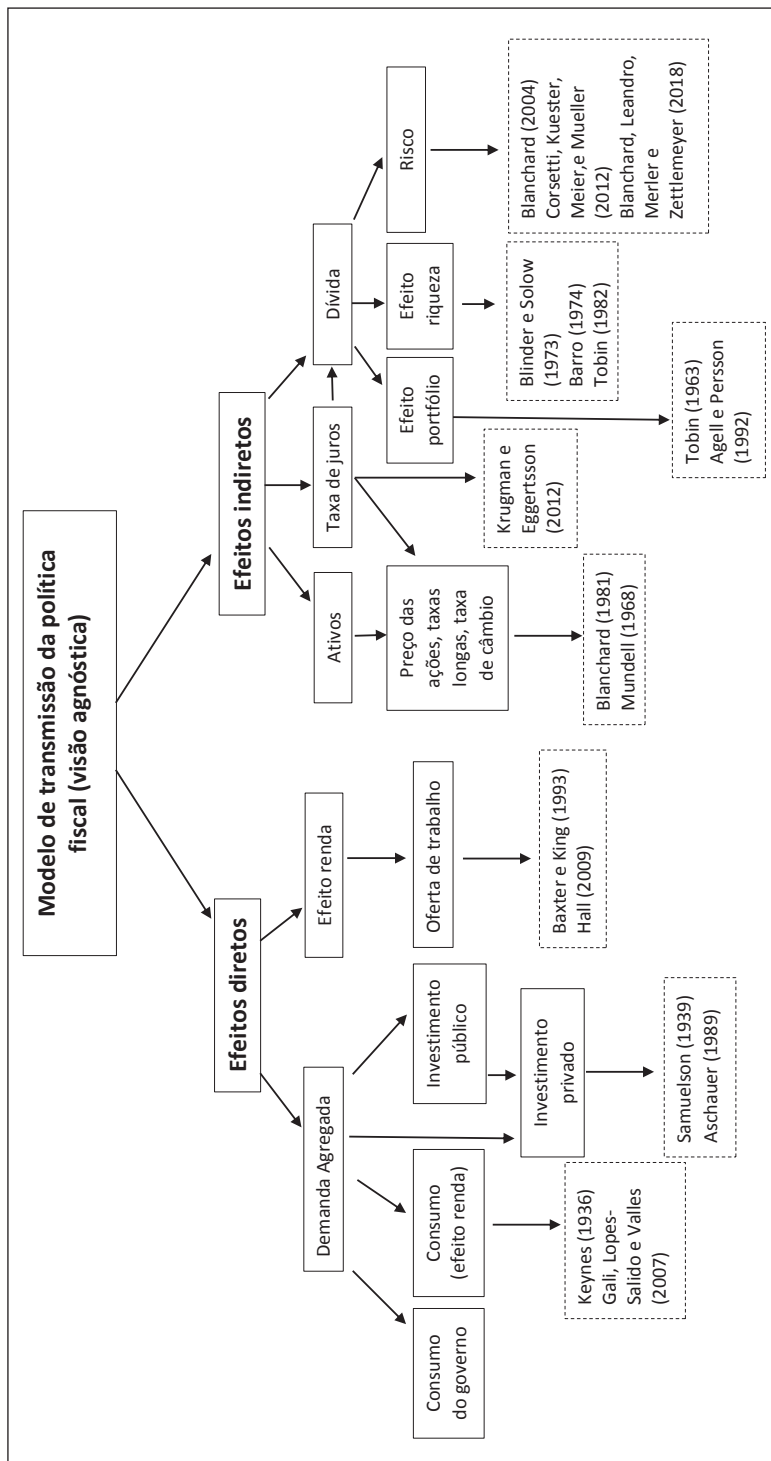 Modelo de transmissão da política
fiscal (visão agnóstica)
Efeitos diretos
Efeitos indiretos
Demanda Agregada
Efeito renda
Ativos
Taxa de juros
Dívida
Consumo
do governo
Consumo
(efeito renda)
Investimento
público
Oferta de trabalho
Preço das
ações, taxas
longas, taxa
de câmbio
Efeito
portfólio
Efeito
riqueza
Risco
Investimento
privado
Keynes (1936)
Gali, Lopes-
Salido e Valles
(2007)
Samuelson (1939)
Aschauer (1989)
Baxter e King (1993)
Hall (2009)
Blanchard (1981)
Mundell (1968)
Krugman e
Eggertsson
(2012)
Tobin (1963)
Agell e Persson
(1992)
Blinder e Solow
(1973)
Barro (1974)
Tobin (1982)
Blanchard (2004)
Corsetti, Kuester,
Meier,e Mueller
(2012)
Blanchard, Leandro,
Merler e
Zettlemeyer (2018)